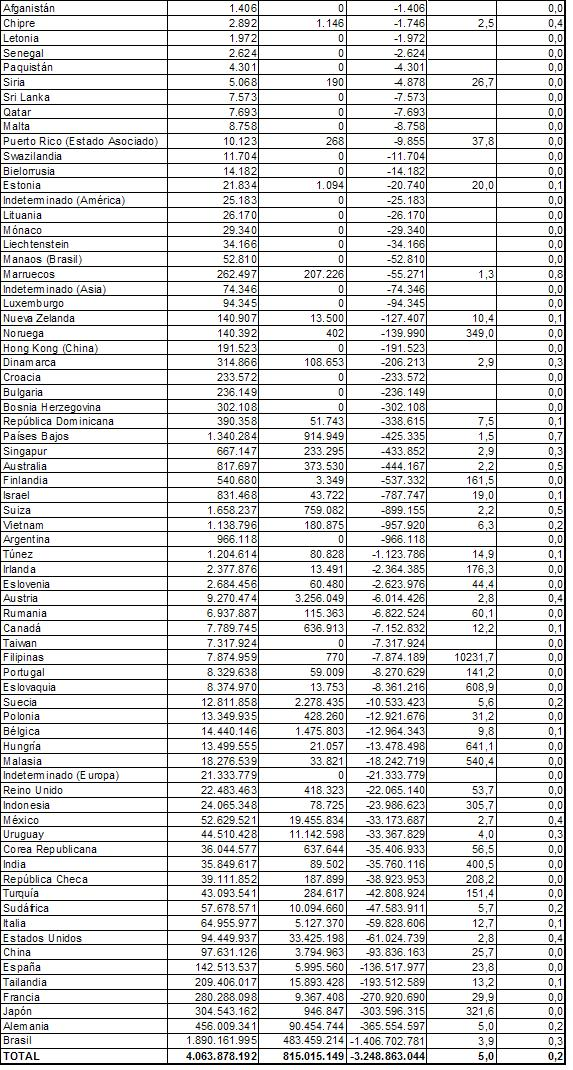 Afganistán 1.406 0 -1.406 0,0
Chipre 2.892 1.146 -1.746 2,5 0,4
Letonia 1.972 0 -1.972 0,0
Senegal 2.624 0 -2.624 0,0
Paquistán 4.301 0 -4.301 0,0
Siria 5.068 190 -4.878 26,7 0,0
Sri Lanka 7.573 0 -7.573 0,0
Qatar 7.693 0 -7.693 0,0
Malta 8.758 0 -8.758 0,0
Puerto Rico (Estado Asociado) 10.123 268 -9.855 37,8 0,0
Swazilandia 11.704 0 -11.704 0,0
Bielorrusia 14.182 0 -14.182 0,0
Estonia 21.834 1.094 -20.740 20,0 0,1
Indeterminado (América) 25.183 0 -25.183 0,0
Lituania 26.170 0 -26.170 0,0
Mónaco 29.340 0 -29.340 0,0
Liechtenstein 34.166 0 -34.166 0,0
Manaos (Brasil) 52.810 0 -52.810 0,0
Marruecos 262.497 207.226 -55.271 1,3 0,8
Indeterminado (Asia) 74.346 0 -74.346 0,0
Luxemburgo 94.345 0 -94.345 0,0
Nueva Zelanda 140.907 13.500 -127.407 10,4 0,1
Noruega 140.392 402 -139.990 349,0 0,0
Hong Kong (China) 191.523 0 -191.523 0,0
Dinamarca 314.866 108.653 -206.213 2,9 0,3
Croacia 233.572 0 -233.572 0,0
Bulgaria 236.149 0 -236.149 0,0
Bosnia Herzegovina 302.108 0 -302.108 0,0
República Dominicana 390.358 51.743 -338.615 7,5 0,1
Países Bajos 1.340.284 914.949 -425.335 1,5 0,7
Singapur 667.147 233.295 -433.852 2,9 0,3
Australia 817.697 373.530 -444.167 2,2 0,5
Finlandia 540.680 3.349 -537.332 161,5 0,0
Israel 831.468 43.722 -787.747 19,0 0,1
Suiza 1.658.237 759.082 -899.155 2,2 0,5
Vietnam 1.138.796 180.875 -957.920 6,3 0,2
Argentina 966.118 0 -966.118 0,0
Túnez 1.204.614 80.828 -1.123.786 14,9 0,1
Irlanda 2.377.876 13.491 -2.364.385 176,3 0,0
Eslovenia 2.684.456 60.480 -2.623.976 44,4 0,0
Austria 9.270.474 3.256.049 -6.014.426 2,8 0,4
Rumania 6.937.887 115.363 -6.822.524 60,1 0,0
Canadá 7.789.745 636.913 -7.152.832 12,2 0,1
Taiwan 7.317.924 0 -7.317.924 0,0
Filipinas 7.874.959 770 -7.874.189 10231,7 0,0
Portugal 8.329.638 59.009 -8.270.629 141,2 0,0
Eslovaquia 8.374.970 13.753 -8.361.216 608,9 0,0
Suecia 12.811.858 2.278.435 -10.533.423 5,6 0,2
Polonia 13.349.935 428.260 -12.921.676 31,2 0,0
Bélgica 14.440.146 1.475.803 -12.964.343 9,8 0,1
Hungría 13.499.555 21.057 -13.478.498 641,1 0,0
Malasia 18.276.539 33.821 -18.242.719 540,4 0,0
Indeterminado (Europa) 21.333.779 0 -21.333.779 0,0
Reino Unido 22.483.463 418.323 -22.065.140 53,7 0,0
Indonesia 24.065.348 78.725 -23.986.623 305,7 0,0
México 52.629.521 19.455.834 -33.173.687 2,7 0,4
Uruguay 44.510.428 11.142.598 -33.367.829 4,0 0,3
Corea Republicana 36.044.577 637.644 -35.406.933 56,5 0,0
India 35.849.617 89.502 -35.760.116 400,5 0,0
República Checa 39.111.852 187.899 -38.923.953 208,2 0,0
Turquía 43.093.541 284.617 -42.808.924 151,4 0,0
Sudáfrica 57.678.571 10.094.660 -47.583.911 5,7 0,2
Italia 64.955.977 5.127.370 -59.828.606 12,7 0,1
Estados Unidos 94.449.937 33.425.198 -61.024.739 2,8 0,4
China 97.631.126 3.794.963 -93.836.163 25,7 0,0
España 142.513.537 5.995.560 -136.517.977 23,8 0,0
Tailandia 209.406.017 15.893.428 -193.512.589 13,2 0,1
Francia 280.288.098 9.367.408 -270.920.690 29,9 0,0
Japón 304.543.162 946.847 -303.596.315 321,6 0,0
Alemania 456.009.341 90.454.744 -365.554.597 5,0 0,2
Brasil 1.890.161.995 483.459.214 -1.406.702.781 3,9 0,3
TOTAL 4.063.878.192 815.015.149 -3.248.863.044 5,0 0,2